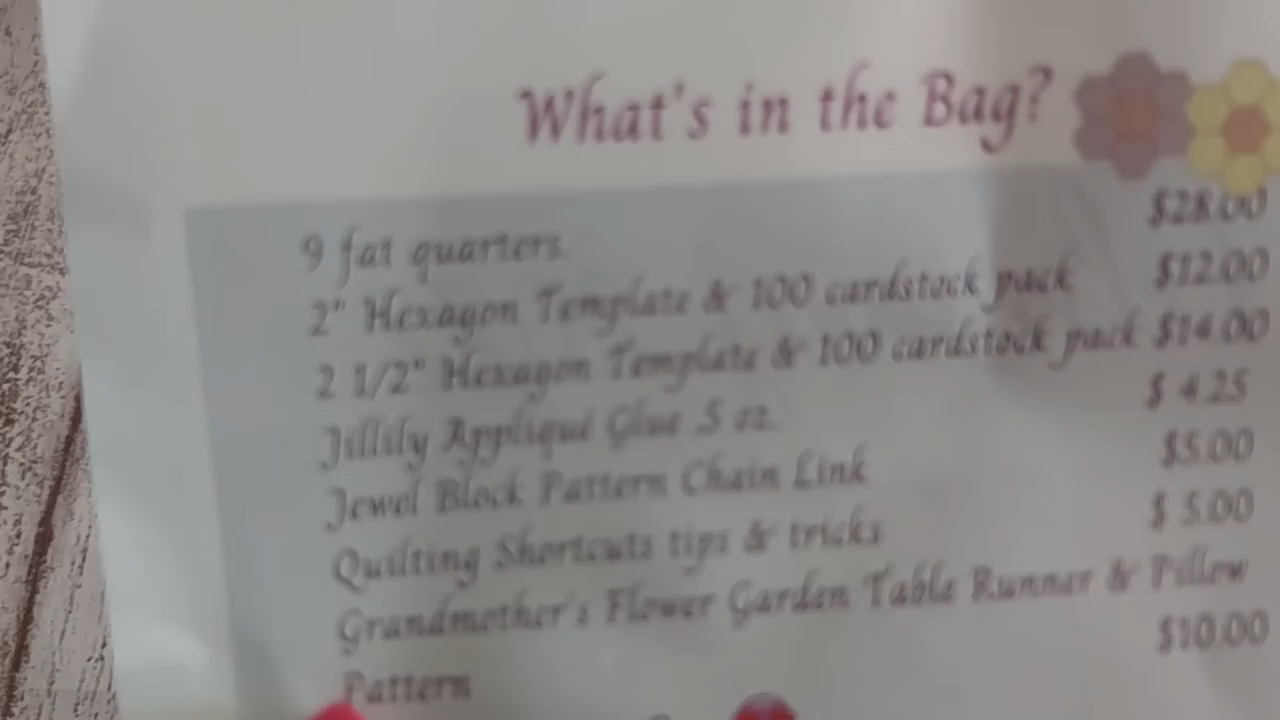 What's in the Bag?
9 fat quarters $28.00
2" Hexagon Template & 100 cardstock pack $12.00
2 1/2" Hexagon Template & 100 cardstock pack $14.00
Jillily Appliqué Glue .5 oz. $ 4.25
Jewel Block Pattern Chain Link $5.00
Quilting Shortcuts tips & tricks $ 5.00
Grandmother's Flower Garden Table Runner & Pillow
Pattern $10.00